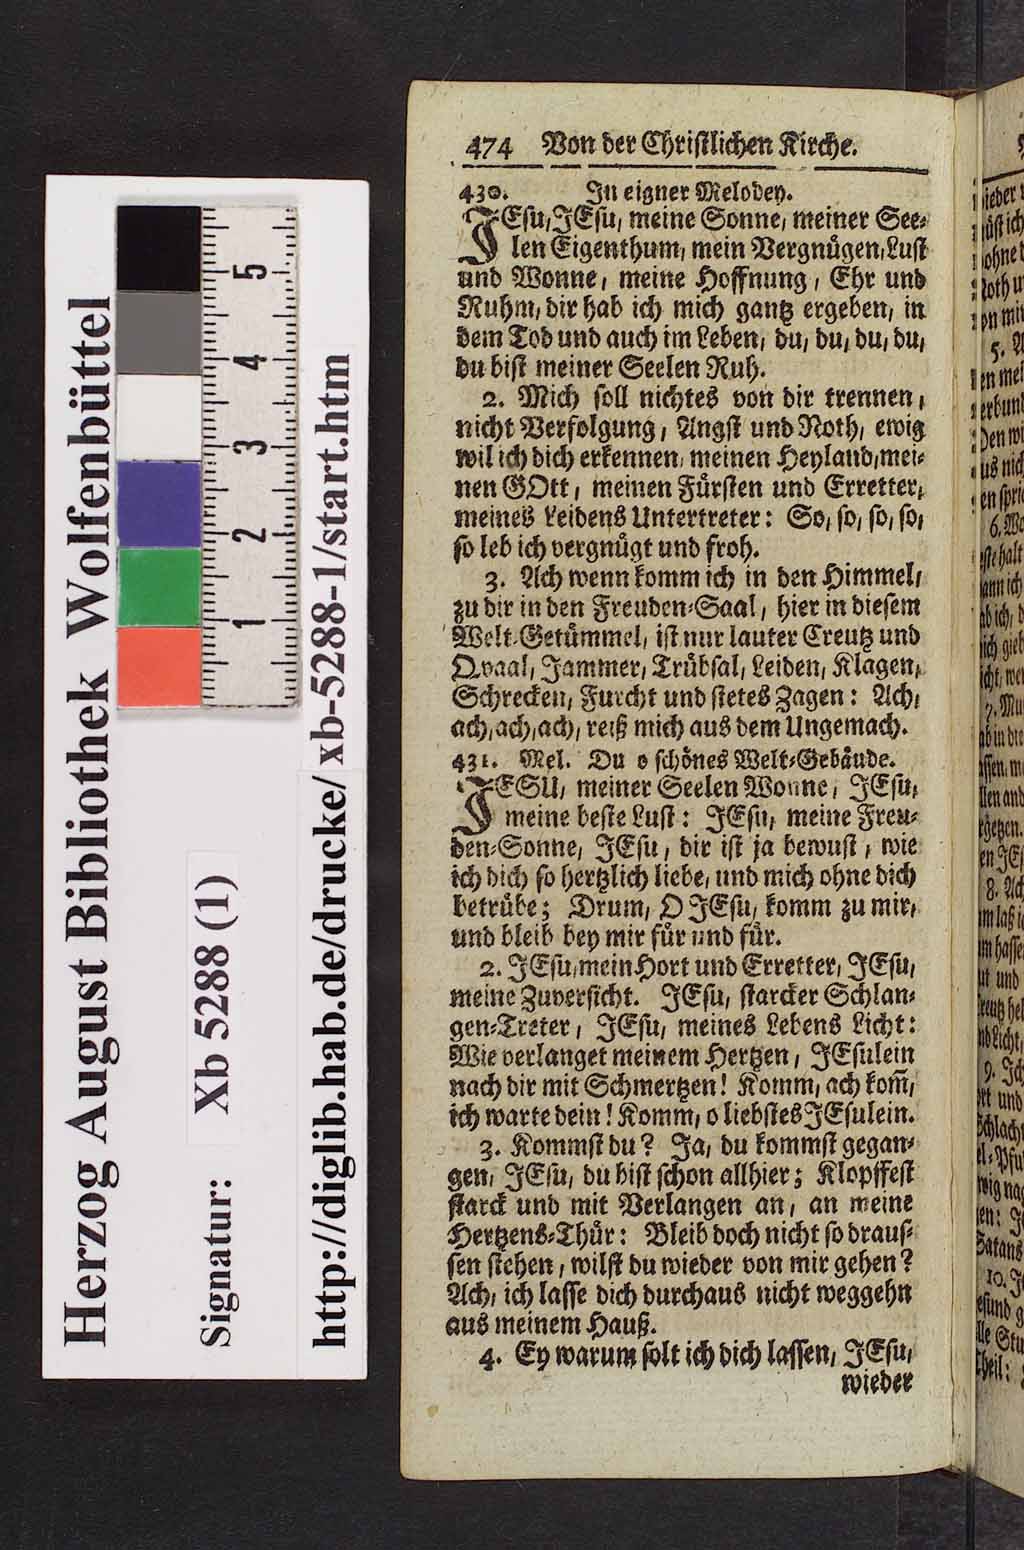 474 Von der Christlichen Kirche.
430. In eigner Melodey.
JEsu, JEsu, meine Sonne, meiner See-
len Eigenthum, mein Vergnügen, Lust
und Wonne, meine Hoffnung, Ehr und
Ruhm, dir hab ich mich gantz ergeben, in
dem Tod und auch im Leben, du, du, du, du,
du bist meiner Seelen Ruh.
2. Mich soll nichtes von dir trennen,
nicht Verfolgung, Angst und Noth, ewig
wil ich dich erkennen, meinen Heyland, mei-
nen GOtt, meinen Fürsten und Erretter,
meines Leidens Untertreter: So, so, so, so,
so leb ich vergnügt und froh.
3. Ach wenn komm ich in den Himmel,
zu dir in den Freuden-Saal, hier in diesem
Welt-Getümmel, ist nur lauter Creutz und
Qvaal, Jammer, Trübsal, Leiden, Klagen,
Schrecken, Furcht und stetes Zagen: Ach,
ach, ach, ach, reiß mich aus dem Ungemach.
431. Mel. Du o schönes Welt-Gebäude.
JESU, meiner Seelen Wonne, JEsu,
meine beste Lust: JEsu, meine Freu-
den-Sonne, JEsu, dir ist ja bewust, wie
ich dich so hertzlich liebe, und mich ohne dich
betrübe; Drum, O JEsu, komm zu mir,
und bleib bey mir für und für.
2. JEsu, mein Hort und Erretter, JEsu,
meine Zuversicht. JEsu, starcker Schlan-
gen-Treter, JEsu, meines Lebens Licht:
Wie verlanget meinem Hertzen, JEsulein
nach dir mit Schmertzen! Komm, ach kom̃,
ich warte dein! Komm, o liebstes JEsulein.
3. Kommst du? Ja, du kommst gegan-
gen, JEsu, du bist schon allhier; Klopffest
starck und mit Verlangen an, an meine
Hertzens-Thür: Bleib doch nicht so draus-
sen stehen, wilst du wieder von mir gehen?
Ach, ich lasse dich durchaus nicht weggehn
aus meinem Hauß.
4. Ey warum solt ich dich lassen, JEsu,
wieder
Herzog August Bibliothek Wolfenbüttel
Signatur: Xb 5288 (1)
http://diglib.hab.de/drucke/xb-5288-1/start.htm
5
4
3
2
1